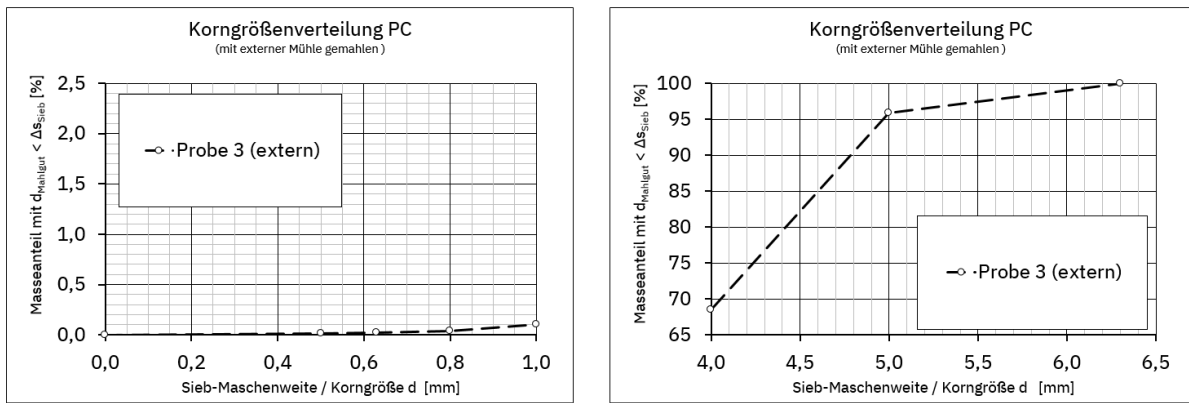 Korngrößenverteilung PC
(mit externer Mühle gemahlen )
Masseanteil mit dMahlgut < ΔsSieb [%]
2,5
2,0
1,5
1,0
0,5
0,0
Probe 3 (extern)
0,0 0,2 0,4 0,6 0,8 1,0
Sieb-Maschenweite / Korngröße d [mm]
Korngrößenverteilung PC
(mit externer Mühle gemahlen )
Masseanteil mit dMahlgut < ΔsSieb [%]
100
95
90
85
80
75
70
65
Probe 3 (extern)
4,0 4,5 5,0 5,5 6,0 6,5
Sieb-Maschenweite / Korngröße d [mm]